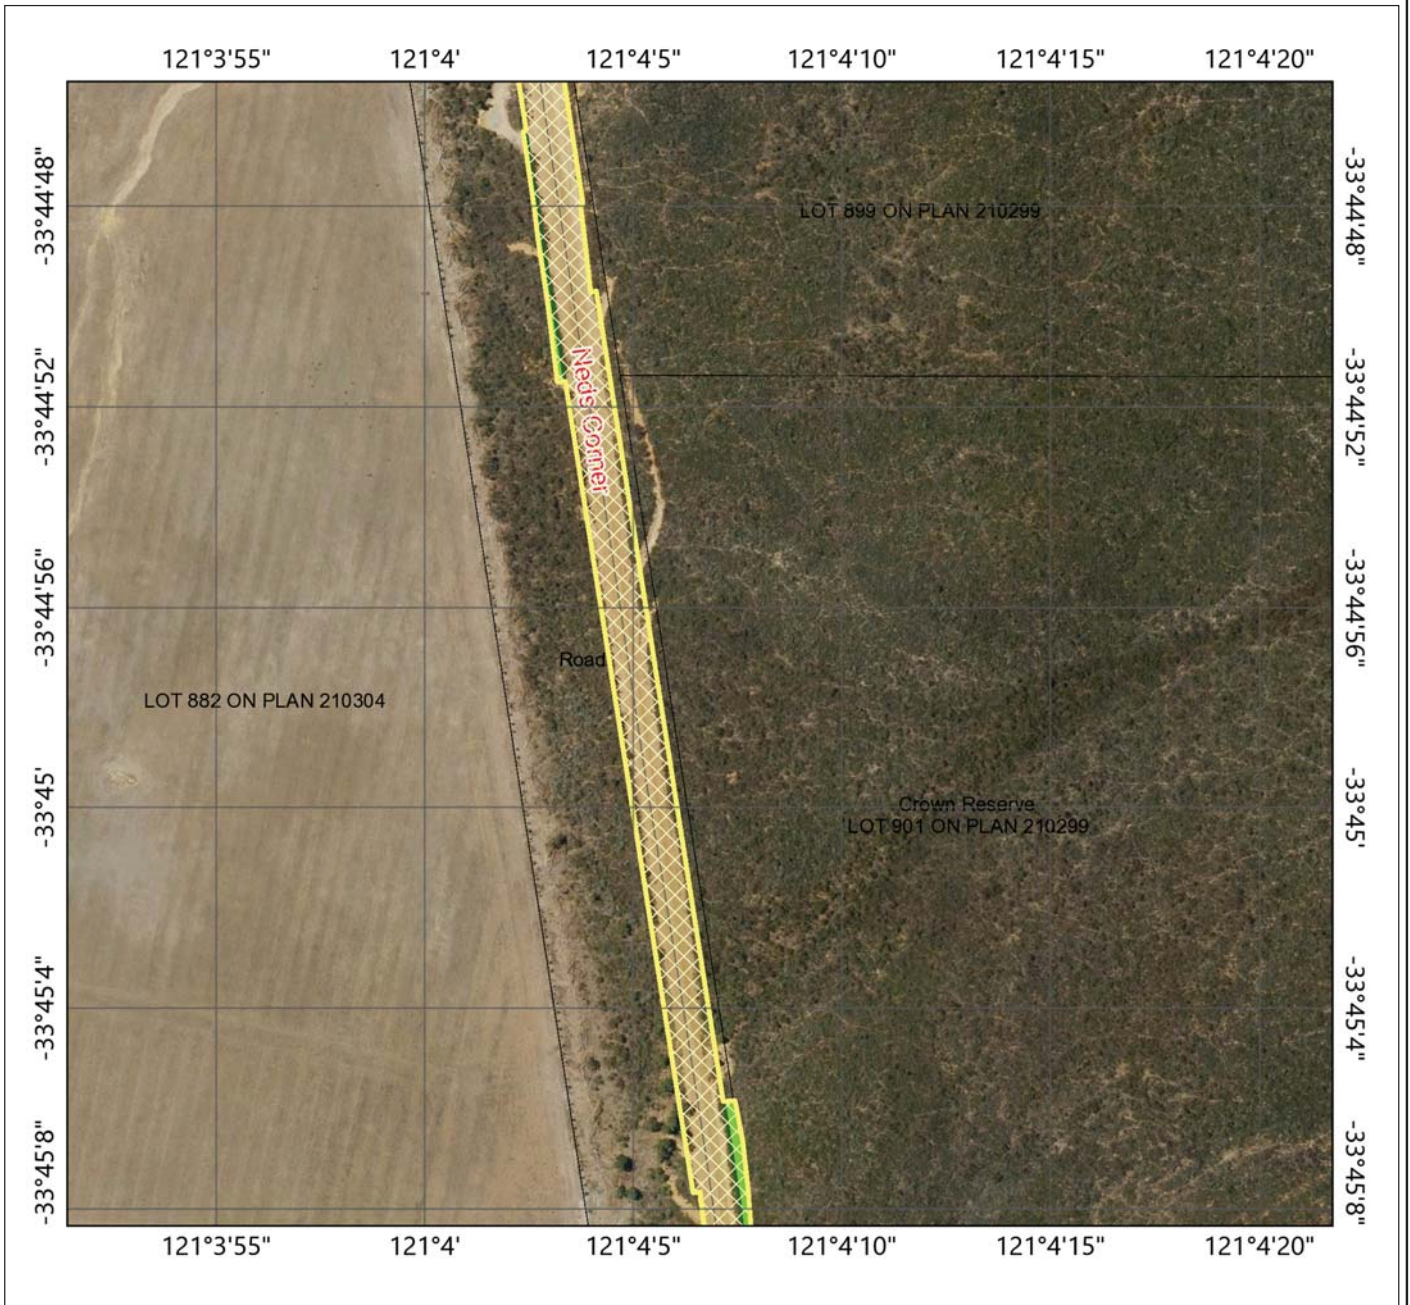 121°3'55" 121°4' 121°4'5" 121°4'10" 121°4'15" 121°4'20"
-33°44'48"
-33°44'48"
LOT 899 ON PLAN 210299
-33°44'52"
-33°44'52"
Neds Corner
-33°44'56"
-33°44'56"
Road
LOT 882 ON PLAN 210304
-33°45'
-33°45'
Crown Reserve
LOT 901 ON PLAN 210299
-33°45'4"
-33°45'4"
-33°45'8"
-33°45'8"
121°3'55" 121°4' 121°4'5" 121°4'10" 121°4'15" 121°4'20"